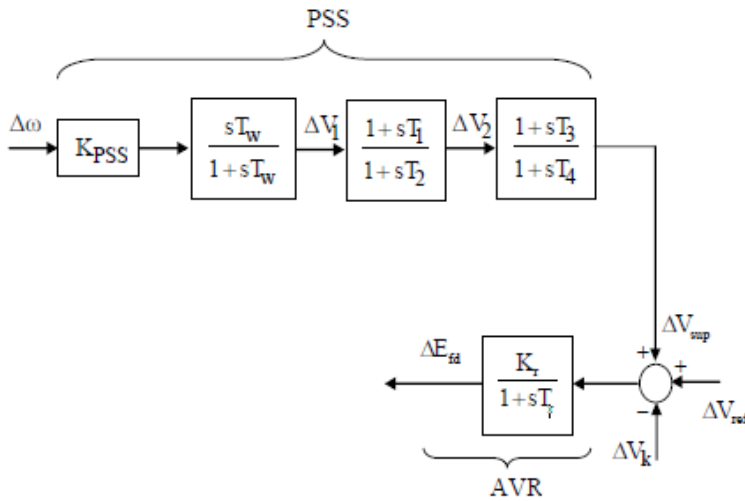 PSS
Δω
K_PSS
sT_w
1+sT_w
ΔV_1
1+sT_1
1+sT_2
ΔV_2
1+sT_3
1+sT_4
ΔV_sup
+
+
−
ΔV_ref
ΔV_k
K_r
1+sT_r
ΔE_fd
AVR